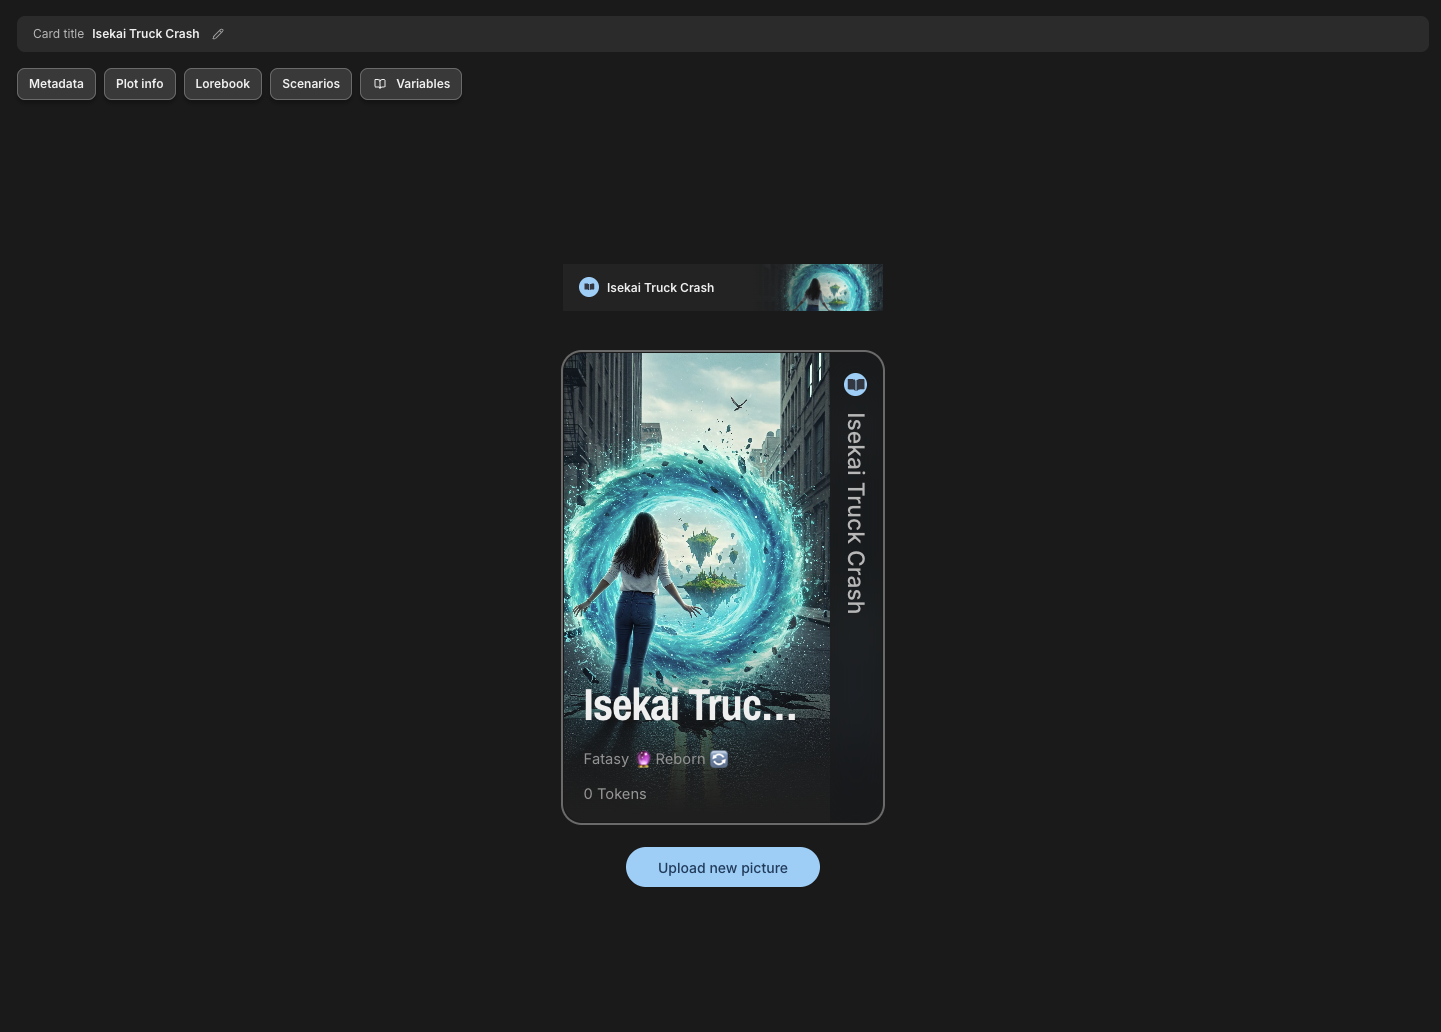 Card title Isekai Truck Crash
Metadata Plot info Lorebook Scenarios Variables
Isekai Truck Crash
Isekai Truck Crash
Isekai Truc...
Fatasy 🔮 Reborn 🔄
0 Tokens
Upload new picture